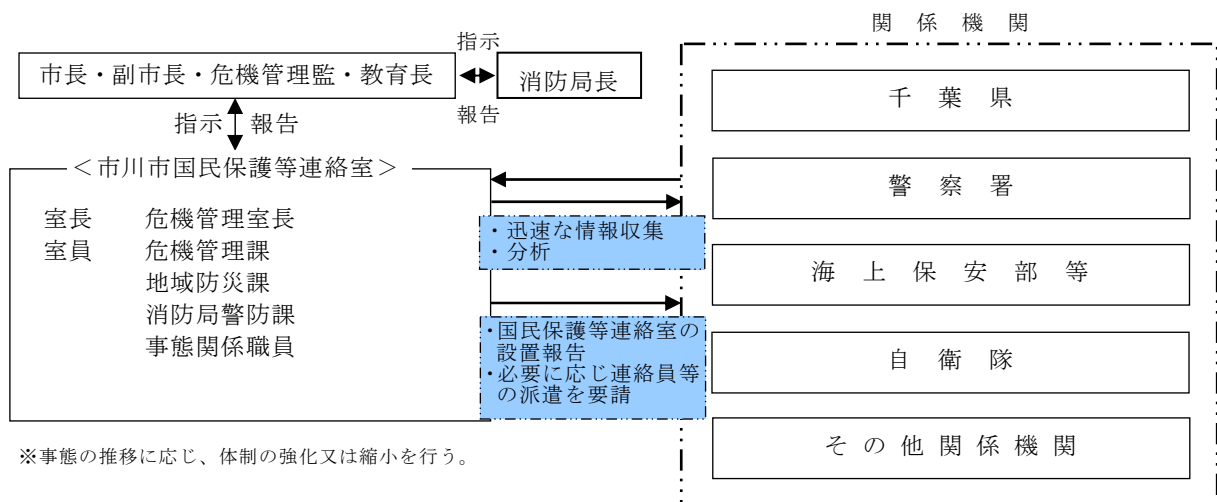 関係機関
指示
市長・副市長・危機管理監・教育長
消防局長
報告
指示
報告
＜市川市国民保護等連絡室＞
室長 危機管理室長
室員 危機管理課
地域防災課
消防局警防課
事態関係職員
・迅速な情報収集
・分析
・国民保護等連絡室の
設置報告
・必要に応じ連絡員等
の派遣を要請
千葉県
警察署
海上保安部等
自衛隊
その他関係機関
※事態の推移に応じ、体制の強化又は縮小を行う。